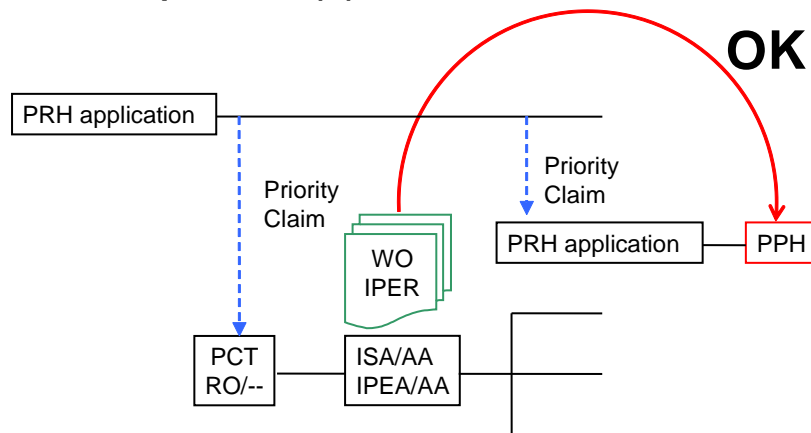 OK
PRH application
Priority
Claim
Priority
Claim
PRH application
PPH
WO
IPER
PCT
RO/--
ISA/AA
IPEA/AA